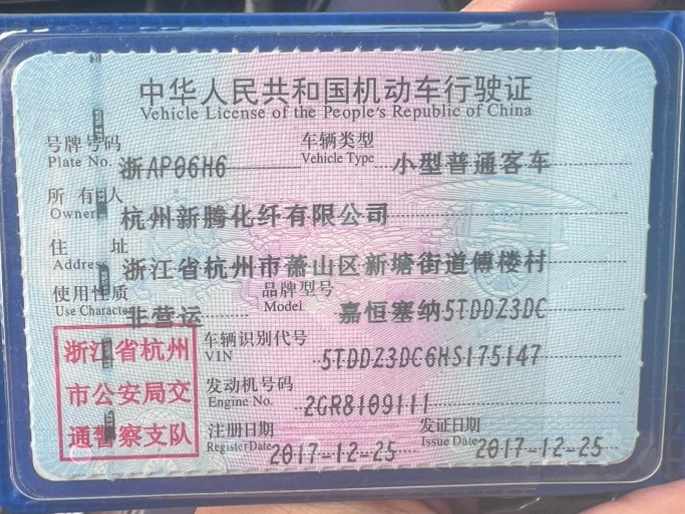 中华人民共和国机动车行驶证
Vehicle License of the People's Republic of China
号牌号码 浙AP06H6 车辆类型 小型普通客车
Plate No. Vehicle Type
所有人 杭州新腾化纤有限公司
Owner
住址 浙江省杭州市萧山区新塘街道傅楼村
Address
使用性质 非营运 品牌型号 嘉恒塞纳5TDDZ3DC
Use Character Model
浙江省杭州 车辆识别代号 5TDDZ3DC6HS175147
VIN
市公安局交 发动机号码 2GR8109111
Engine No.
通警察支队 注册日期 2017-12-25 发证日期 2017-12-25
Register Date Issue Date